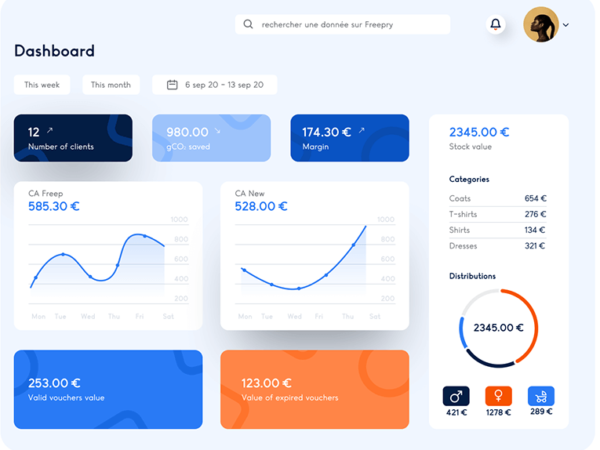 rechercher une donnée sur Freepry
Dashboard
This week
This month
6 sep 20 - 13 sep 20
12
Number of clients
980.00
gCO₂ saved
174.30 €
Margin
2345.00 €
Stock value
Categories
Coats 654 €
T-shirts 276 €
Shirts 134 €
Dresses 321 €
CA Freep
585.30 €
1000
800
600
400
200
Mon Tue Wed Thu Fri Sat
CA New
528.00 €
1000
800
600
400
200
Mon Tue Wed Thu Fri Sat
Distributions
2345.00 €
421 €
1278 €
289 €
253.00 €
Valid vouchers value
123.00 €
Value of expired vouchers